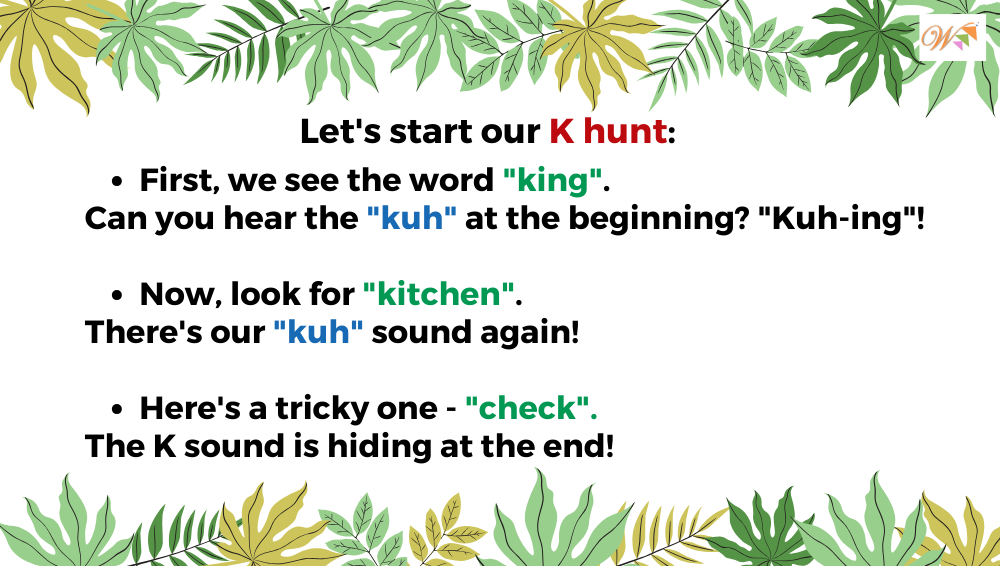 Let's start our K hunt:
• First, we see the word "king".
Can you hear the "kuh" at the beginning? "Kuh-ing"!
• Now, look for "kitchen".
There's our "kuh" sound again!
• Here's a tricky one - "check".
The K sound is hiding at the end!
W